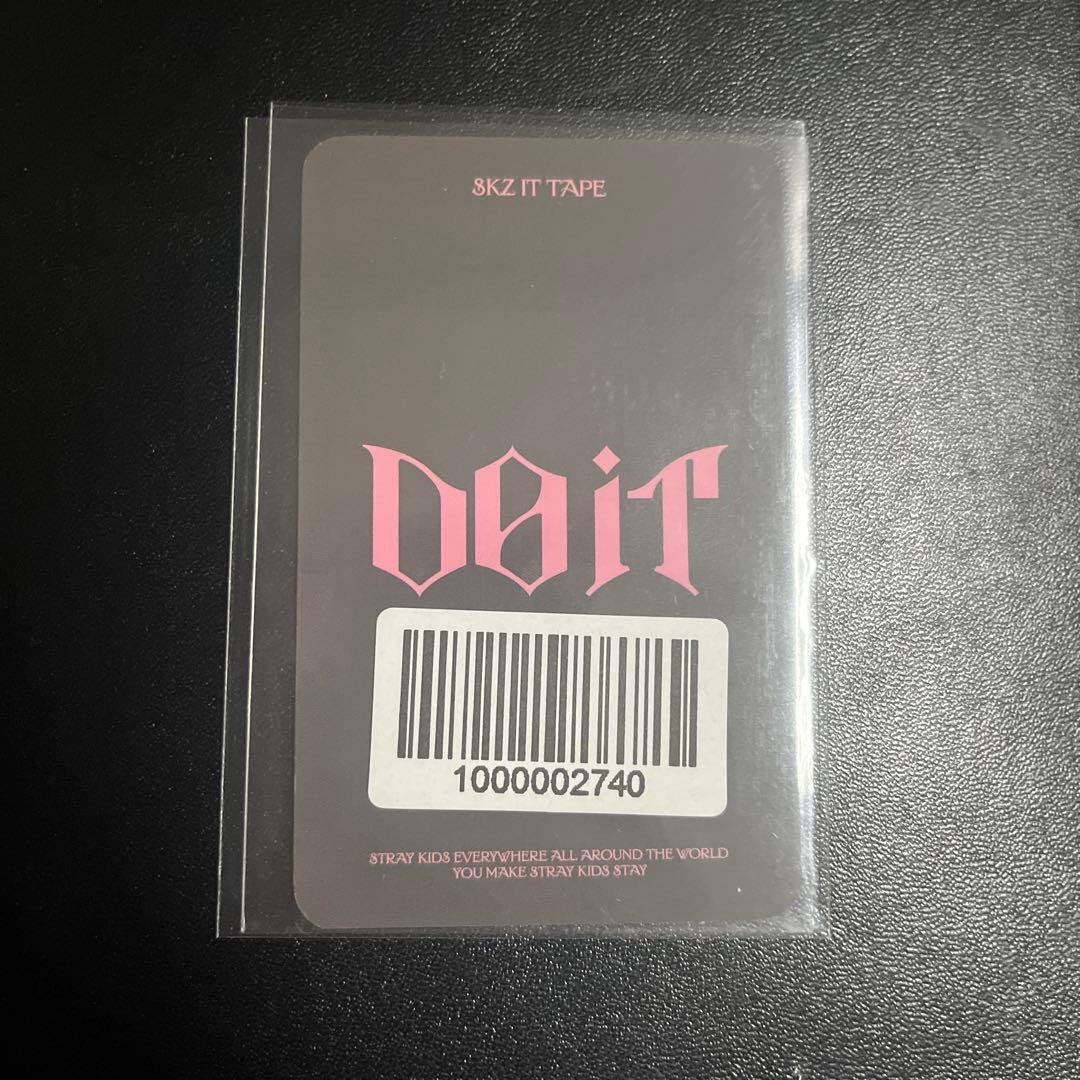 SKZ IT TAPE
DO iT
1000002740
STRAY KIDS EVERYWHERE ALL AROUND THE WORLD
YOU MAKE STRAY KIDS STAY